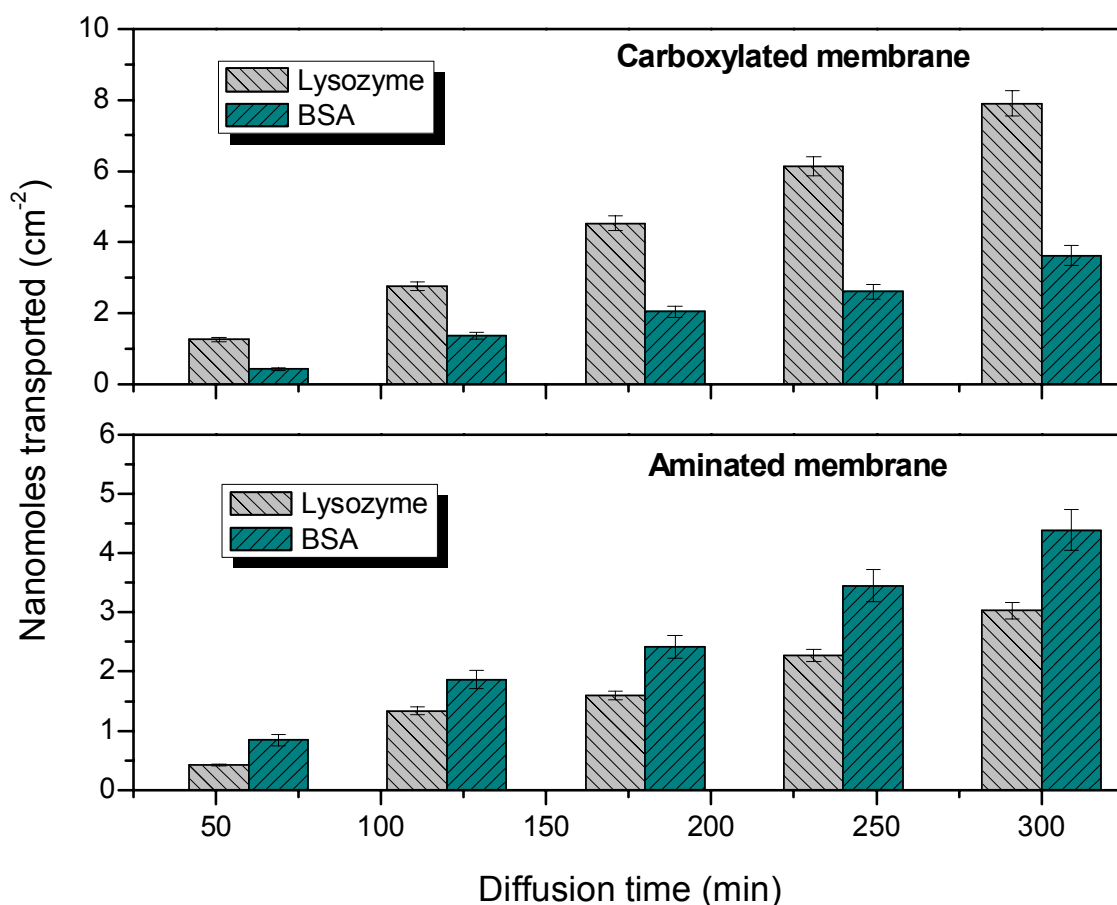 Nanomoles transported (cm⁻²)
Carboxylated membrane
Lysozyme
BSA
10
8
6
4
2
0
Aminated membrane
Lysozyme
BSA
6
5
4
3
2
1
0
50 100 150 200 250 300
Diffusion time (min)